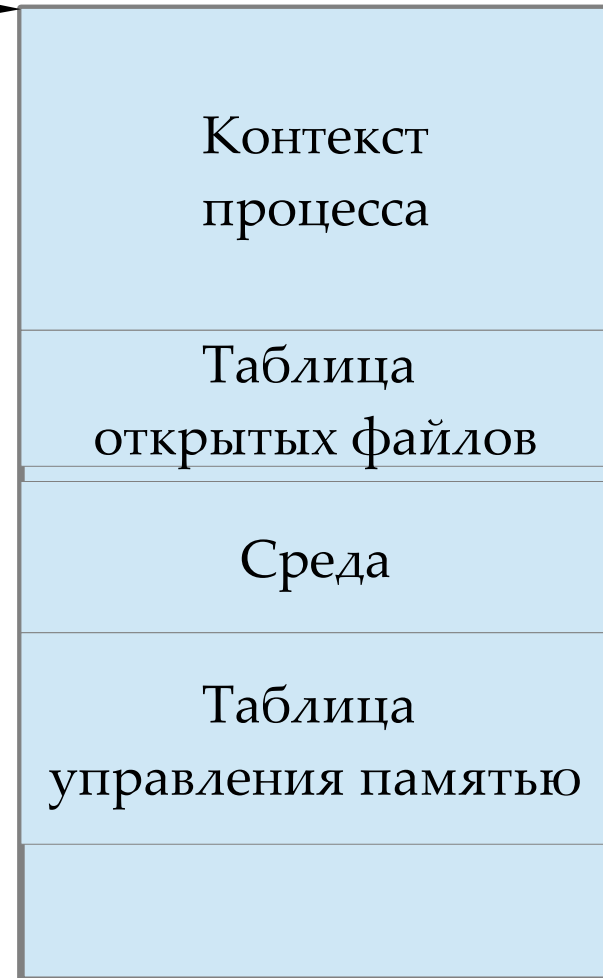 Контекст
процесса
Таблица
открытых файлов
Среда
Таблица
управления памятью